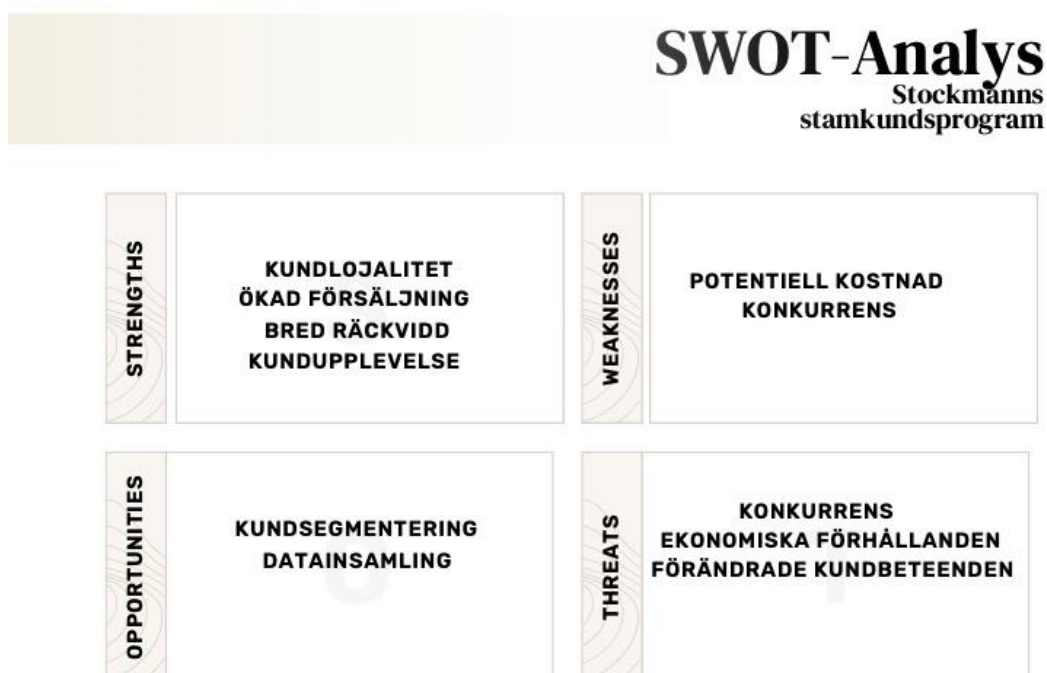 SWOT-Analys
Stockmanns
stamkundsprogram
STRENGTHS
KUNDLOJALITET
ÖKAD FÖRSÄLJNING
BRED RÄCKVIDD
KUNDUPPLEVELSE
WEAKNESSES
POTENTIELL KOSTNAD
KONKURRENS
OPPORTUNITIES
KUNDSEGMENTERING
DATAINSAMLING
THREATS
KONKURRENS
EKONOMISKA FÖRHÅLLANDEN
FÖRÄNDRADE KUNDBETEENDEN